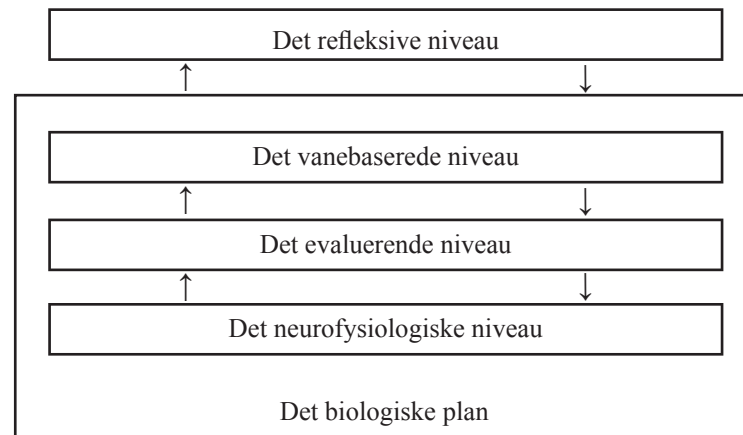 Det refleksive niveau
Det vanebaserede niveau
Det evaluerende niveau
Det neurofysiologiske niveau
Det biologiske plan